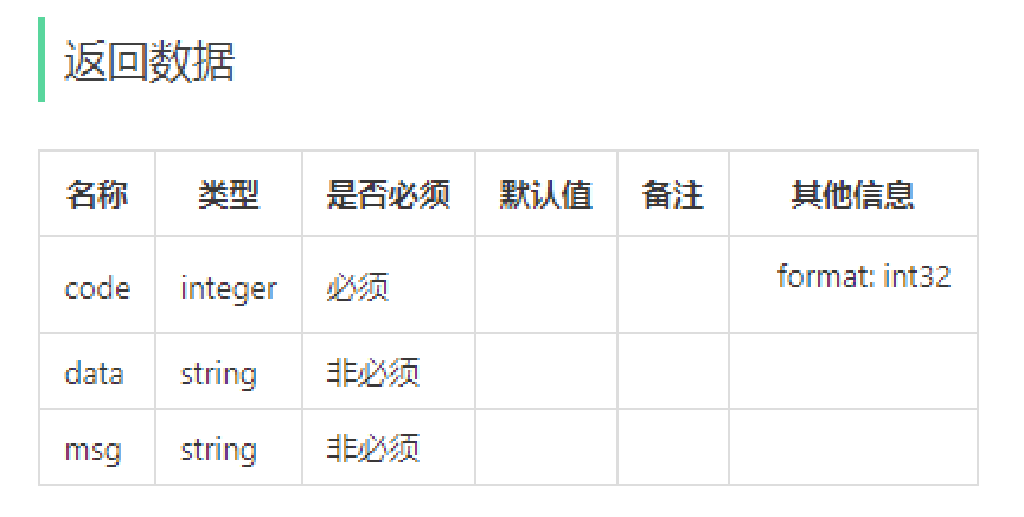 返回数据
名称 类型 是否必须 默认值 备注 其他信息
code integer 必须 format: int32
data string 非必须
msg string 非必须